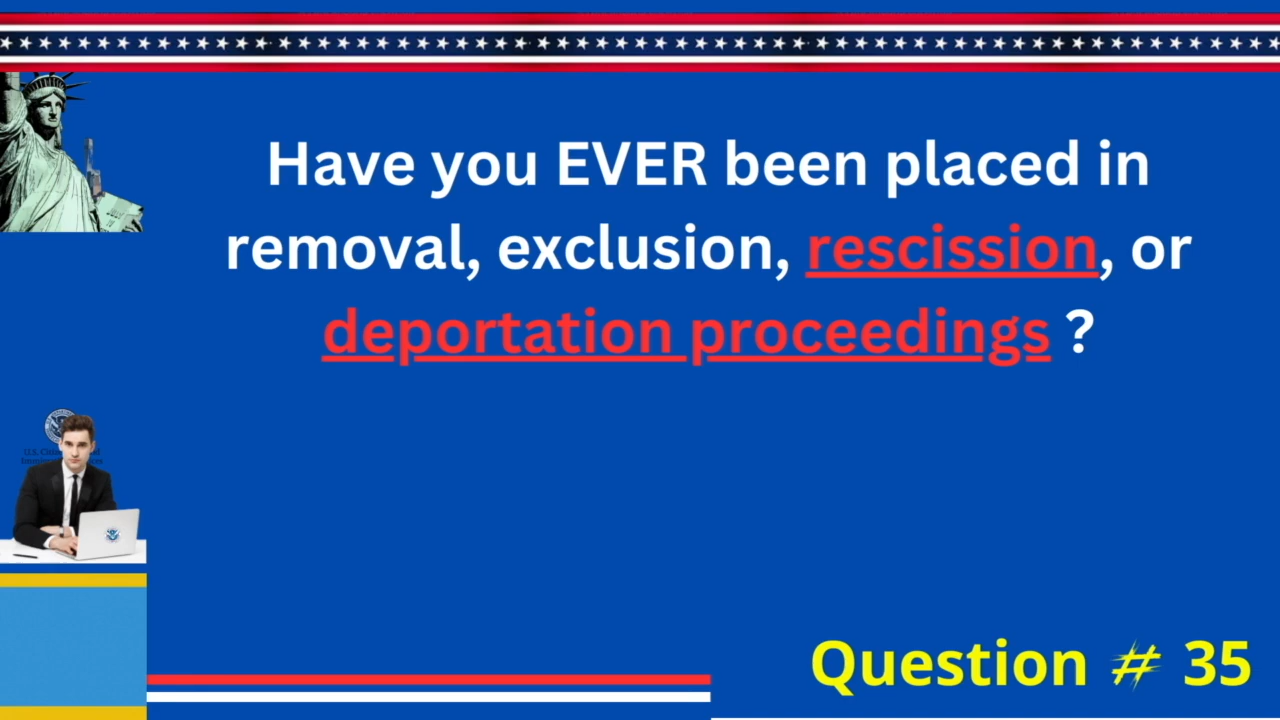 Have you EVER been placed in
removal, exclusion, rescission, or
deportation proceedings ?
Question # 35